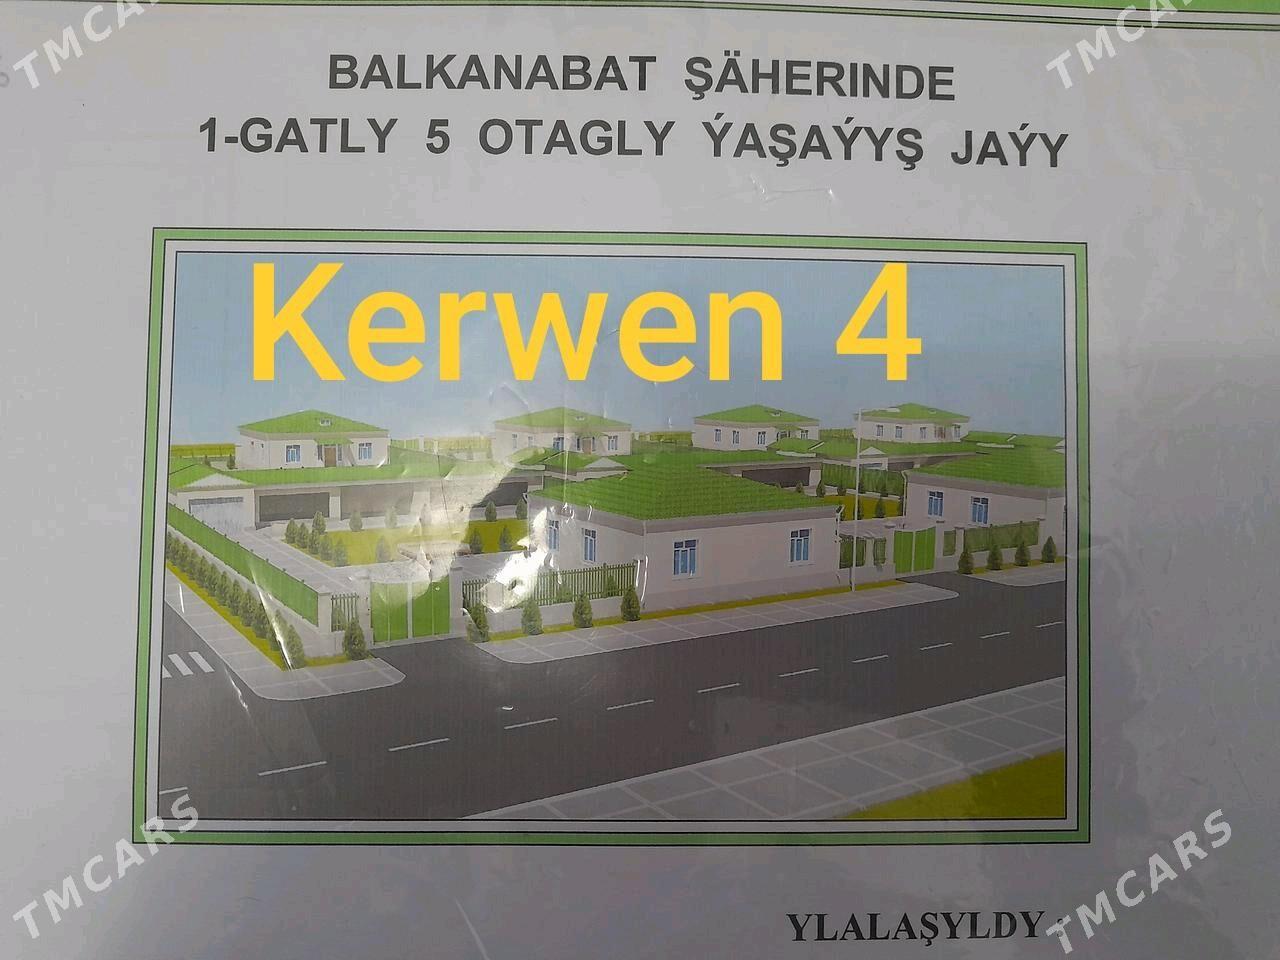 TMCARS
TMCARS
BALKANABAT ŞÄHERINDE
1-GATLY 5 OTAGLY ÝAŞAÝYŞ JAÝY
Kerwen 4
TMCARS
TMCARS
YLALAŞYLDY :